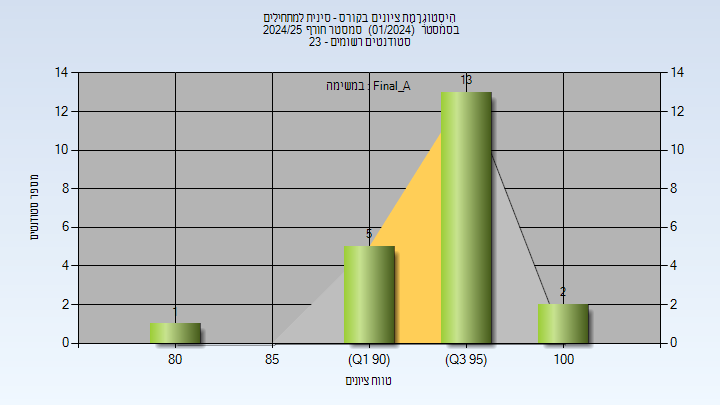 היסטוגרמת ציונים בקורס - סינית למתחילים
בסמסטר (01/2024) סמסטר חורף 2024/25
סטודנטים רשומים - 23
במשימה : Final_A
מספר סטודנטים
14
12
10
8
6
4
2
0
14
12
10
8
6
4
2
0
1
5
13
2
80
85
(Q1 90)
(Q3 95)
100
טווח ציונים